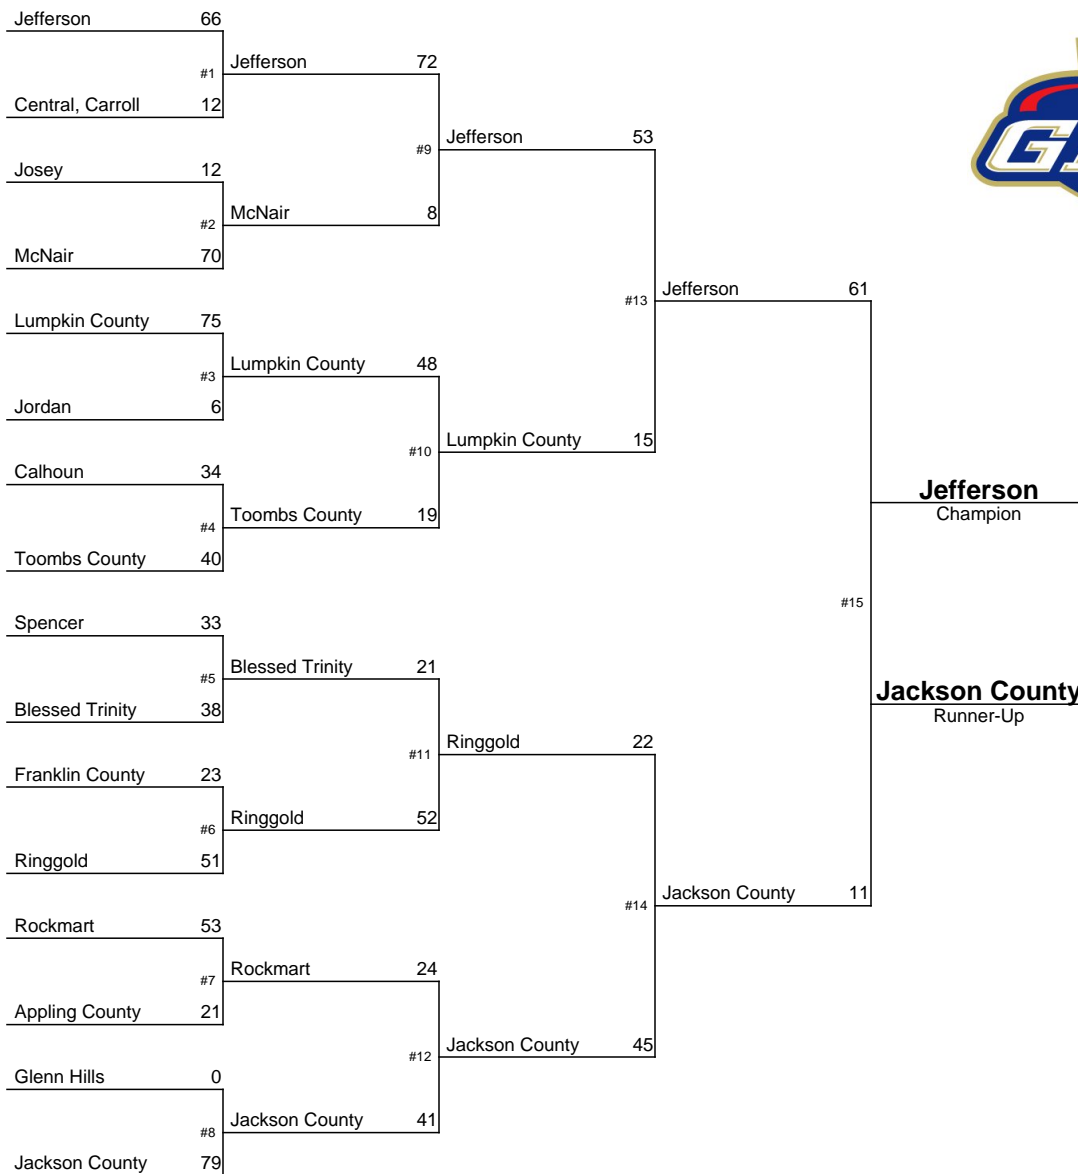 Jefferson 66
#1
Central, Carroll 12
Jefferson 72
Josey 12
#2
McNair 70
McNair 8
#9
Jefferson 53
Lumpkin County 75
#3
Jordan 6
Lumpkin County 48
Calhoun 34
#4
Toombs County 40
Toombs County 19
#10
Lumpkin County 15
#13
Jefferson 61
Spencer 33
#5
Blessed Trinity 38
Blessed Trinity 21
Franklin County 23
#6
Ringgold 51
Ringgold 52
#11
Ringgold 22
Rockmart 53
#7
Appling County 21
Rockmart 24
Glenn Hills 0
#8
Jackson County 79
Jackson County 41
#12
Jackson County 45
#14
Jackson County 11
#15
Jefferson
Champion
Jackson County
Runner-Up